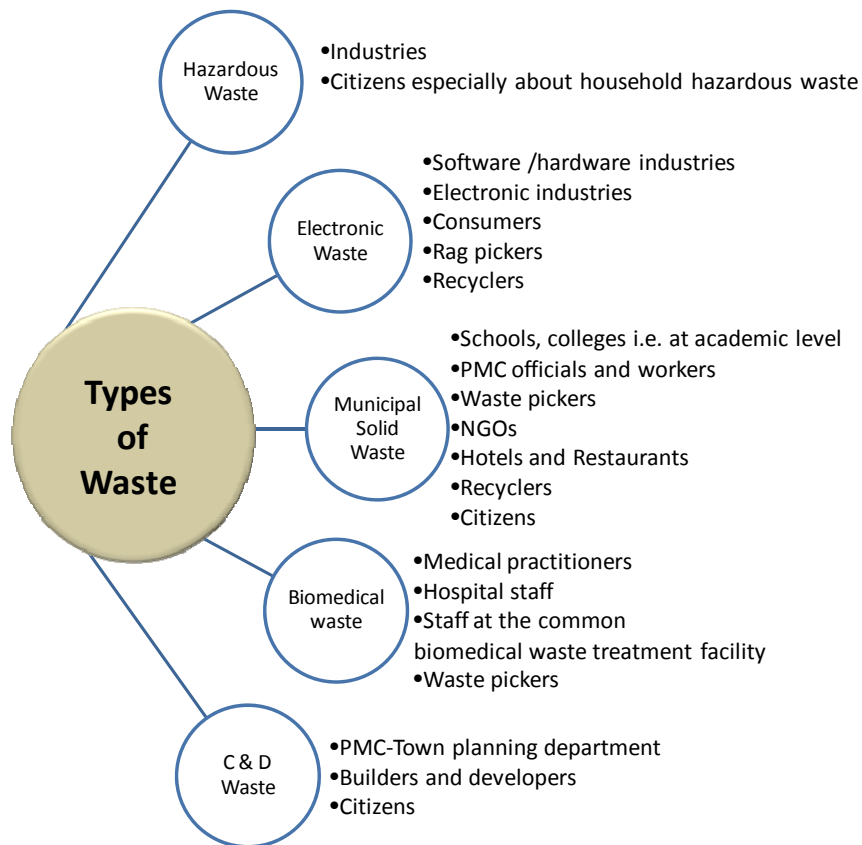 Hazardous
Waste
•Industries
•Citizens especially about household hazardous waste
Electronic
Waste
•Software /hardware industries
•Electronic industries
•Consumers
•Rag pickers
•Recyclers
Types
of
Waste
Municipal
Solid
Waste
•Schools, colleges i.e. at academic level
•PMC officials and workers
•Waste pickers
•NGOs
•Hotels and Restaurants
•Recyclers
•Citizens
Biomedical
waste
•Medical practitioners
•Hospital staff
•Staff at the common
biomedical waste treatment facility
•Waste pickers
C & D
Waste
•PMC-Town planning department
•Builders and developers
•Citizens